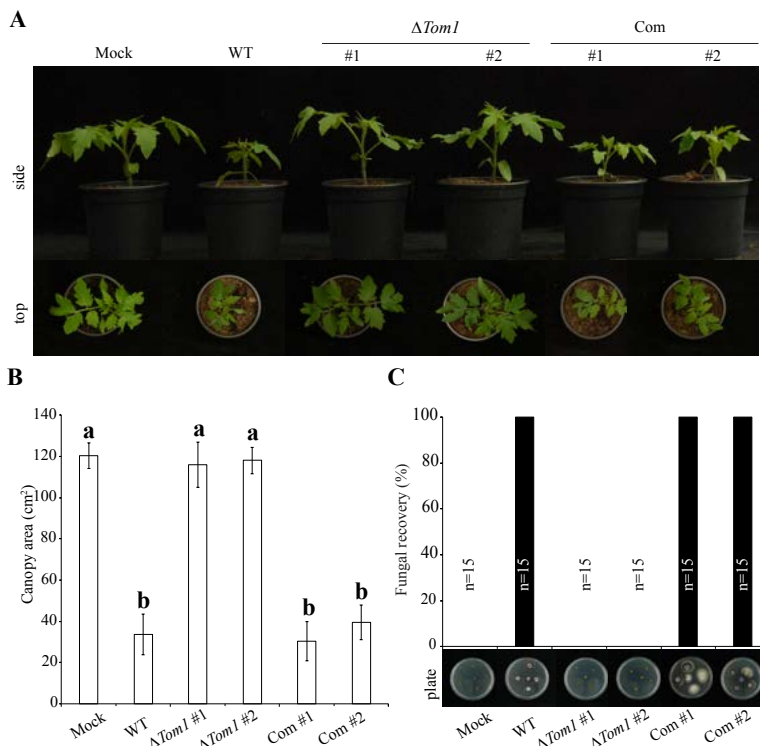 A
ΔTom1 Com
Mock WT #1 #2 #1 #2
side
top
B
Canopy area (cm²)
140
120
100
80
60
40
20
0
a
b
a
a
b
b
Mock
WT
ΔTom1 #1
ΔTom1 #2
Com #1
Com #2
C
Fungal recovery (%)
100
80
60
40
20
0
n=15
n=15
n=15
n=15
n=15
n=15
plate
Mock
WT
ΔTom1 #1
ΔTom1 #2
Com #1
Com #2